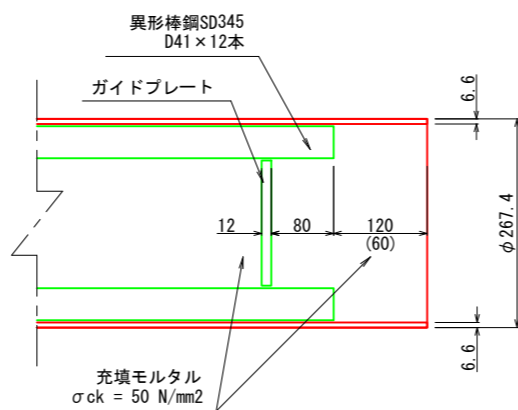 異形棒鋼SD345
D41×12本
ガイドプレート
6.6
12
80
120
(60)
φ267.4
6.6
充填モルタル
σck = 50 N/mm2